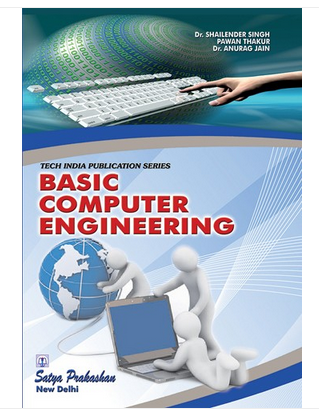 Dr. SHAILENDER SINGH
PAWAN THAKUR
Dr. ANURAG JAIN
TECH INDIA PUBLICATION SERIES
BASIC
COMPUTER
ENGINEERING
Satya Prakashan
New Delhi